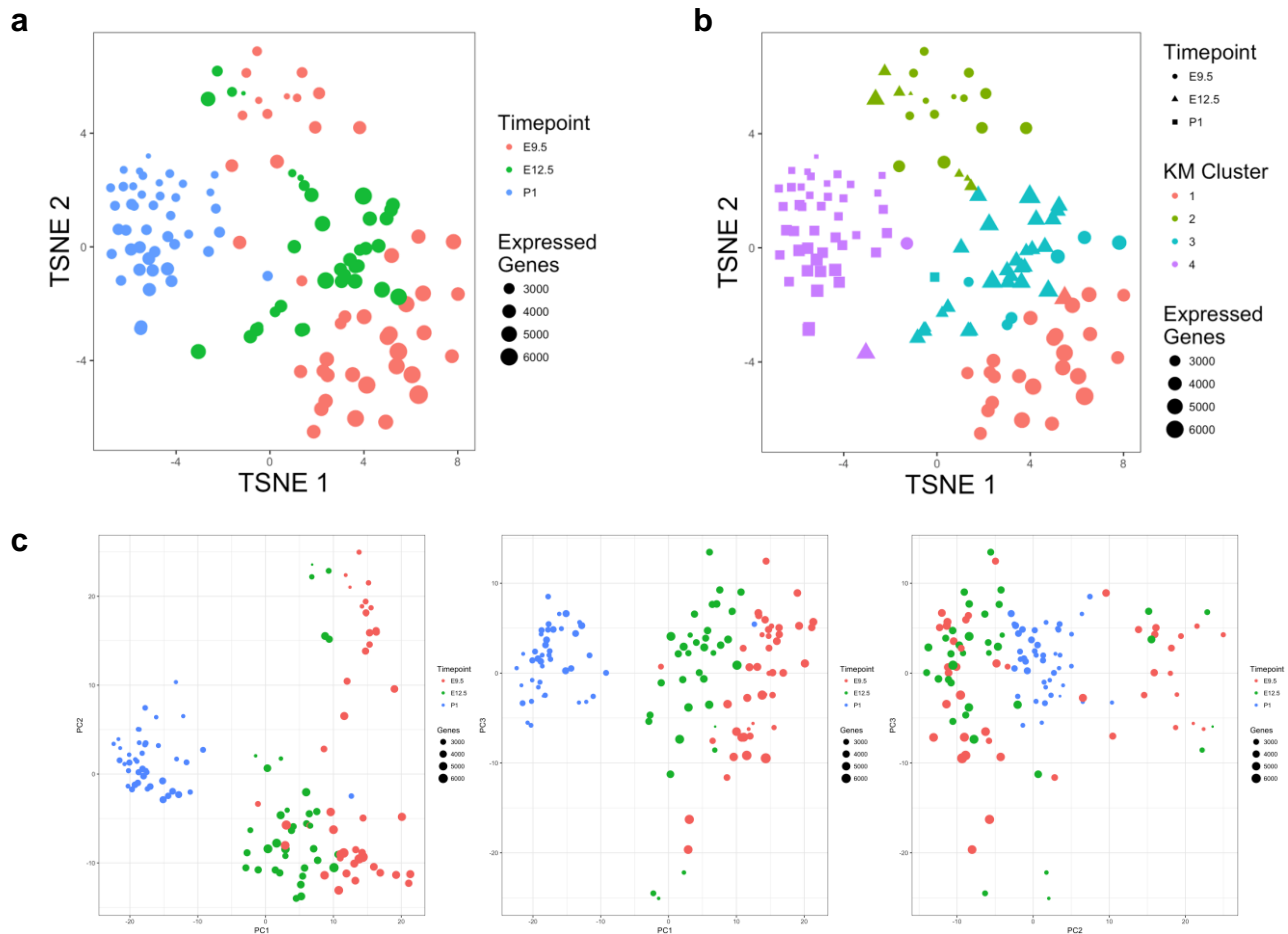 a
TSNE 2
4
0
-4
-4
0
4
8
TSNE 1
Timepoint
E9.5
E12.5
P1
Expressed
Genes
3000
4000
5000
6000
b
TSNE 2
4
0
-4
-4
0
4
8
TSNE 1
Timepoint
E9.5
E12.5
P1
KM Cluster
1
2
3
4
Expressed
Genes
3000
4000
5000
6000
c
PC2
20
10
0
-10
-20
-10
0
10
20
PC1
Timepoint
E9.5
E12.5
P1
Genes
3000
4000
5000
6000
PC3
10
0
-10
-20
-20
-10
0
10
20
PC1
Timepoint
E9.5
E12.5
P1
Genes
3000
4000
5000
6000
PC3
10
0
-10
-20
-10
0
10
20
PC2
Timepoint
E9.5
E12.5
P1
Genes
3000
4000
5000
6000